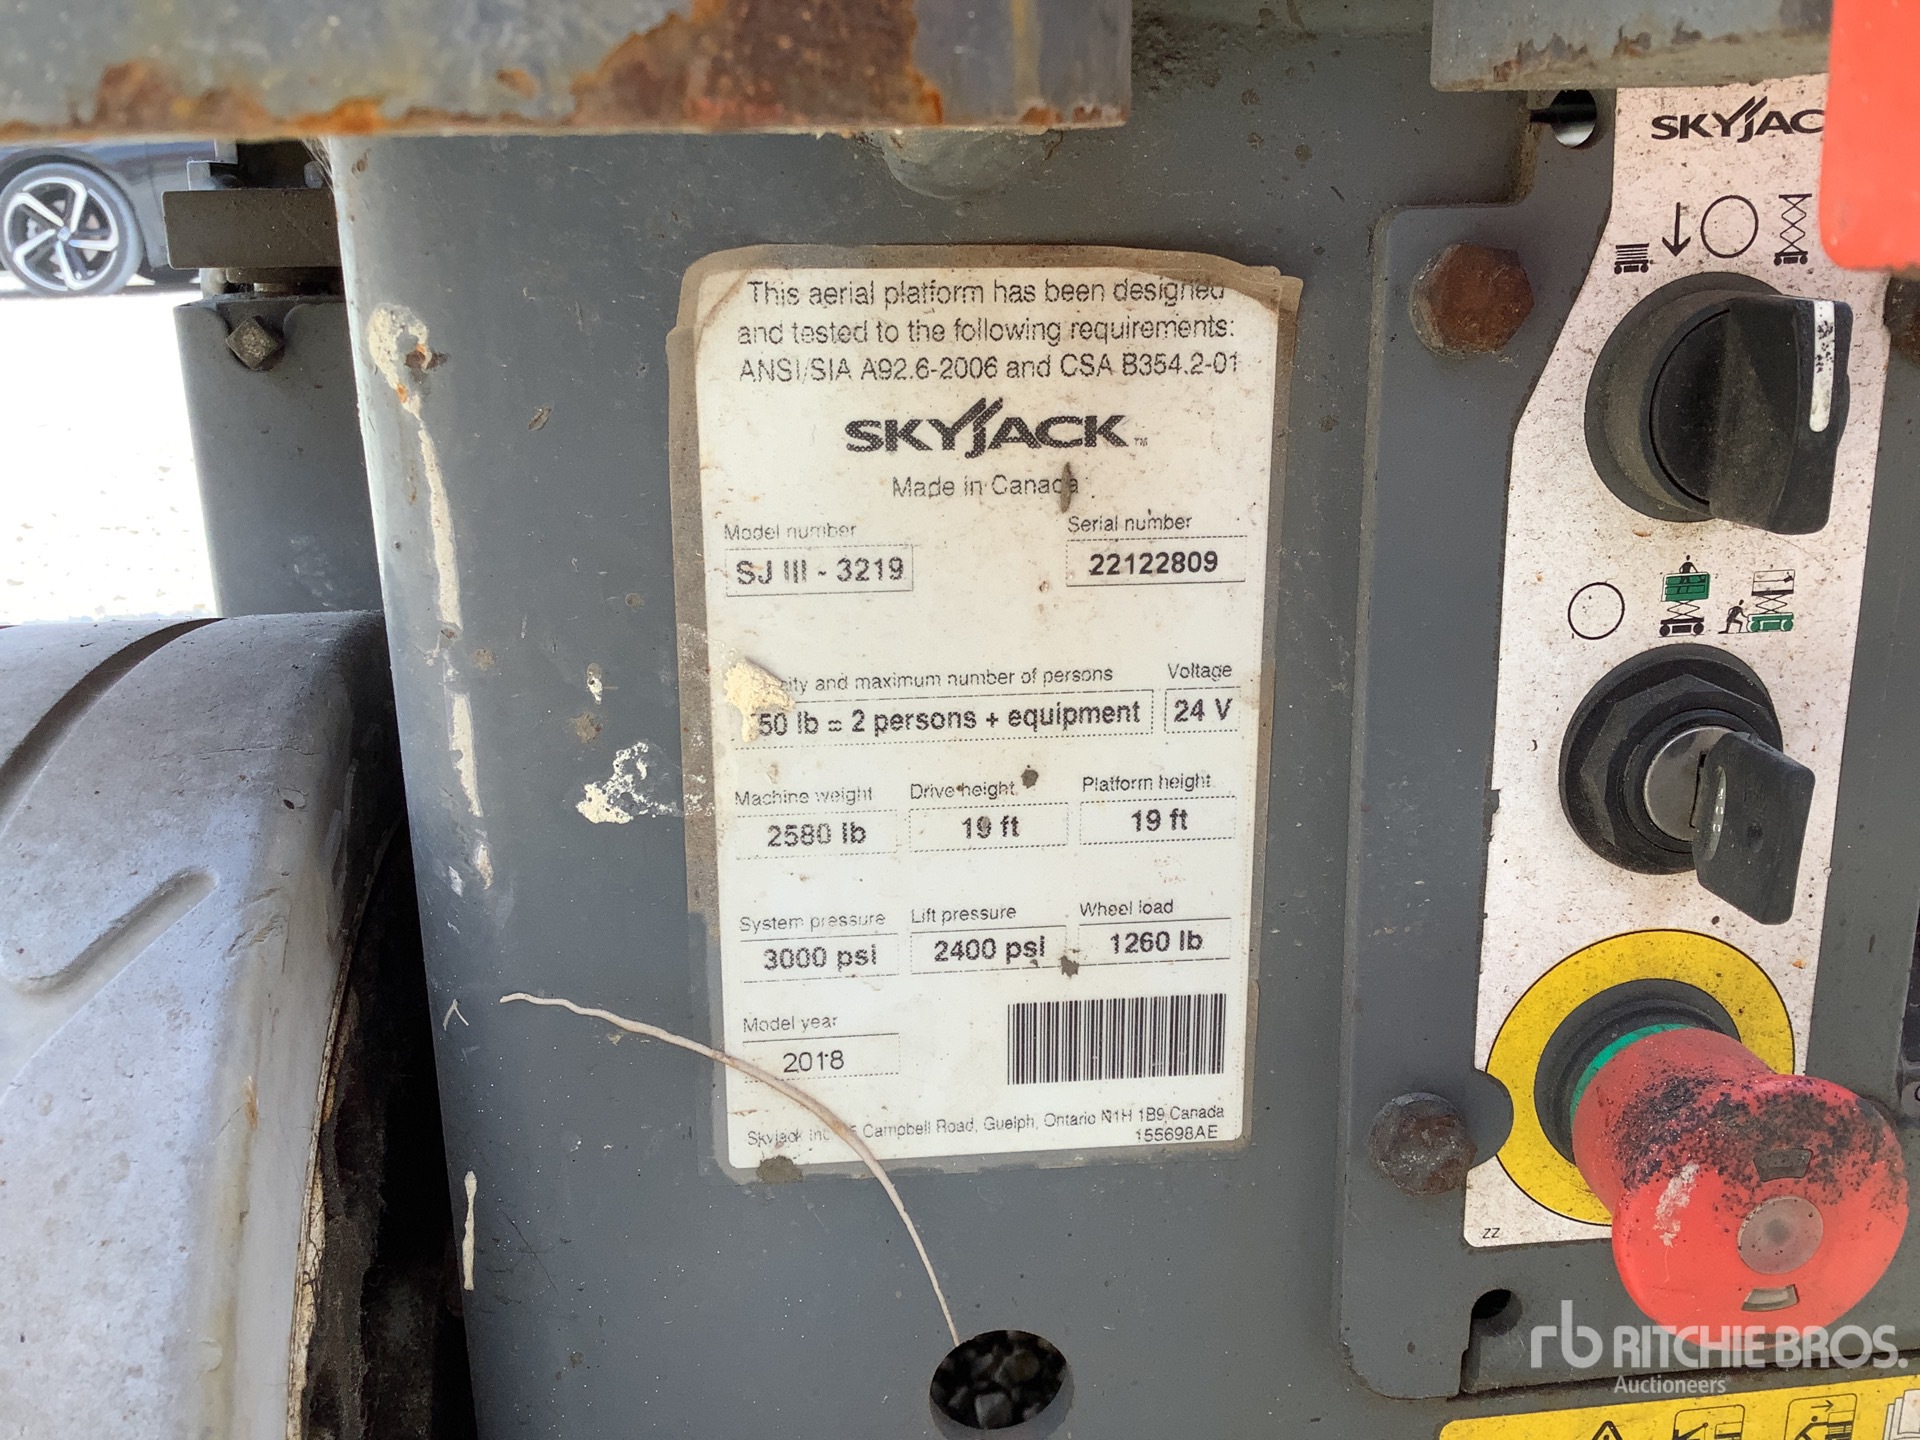 This aerial platform has been designed
and tested to the following requirements:
ANSI/SIA A92.6-2006 and CSA B354.2-01
SKYJACK™
Made in Canada
Model number
SJ III - 3219
Serial number
22122809
and maximum number of persons
50 lb = 2 persons + equipment
Voltage
24 V
Machine weight
2580 lb
Drive height
19 ft
Platform height
19 ft
System pressure
3000 psi
Lift pressure
2400 psi
Wheel load
1260 lb
Model year
2018
Skyjack Inc Campbell Road, Guelph, Ontario N1H 1B9 Canada
155698AE
SKYJAC
ZZ
rb RITCHIE BROS.
Auctioneers